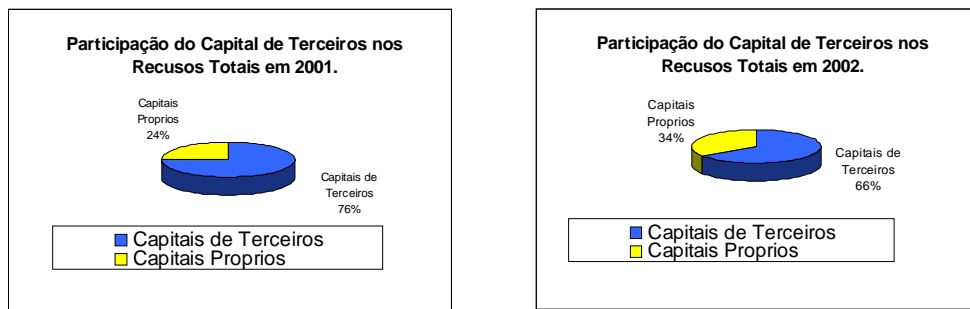 Participação do Capital de Terceiros nos
Recusos Totais em 2001.
Capitais
Proprios
24%
Capitais de
Terceiros
76%
Capitais de Terceiros
Capitais Proprios
Participação do Capital de Terceiros nos
Recusos Totais em 2002.
Capitais
Proprios
34%
Capitais de
Terceiros
66%
Capitais de Terceiros
Capitais Proprios